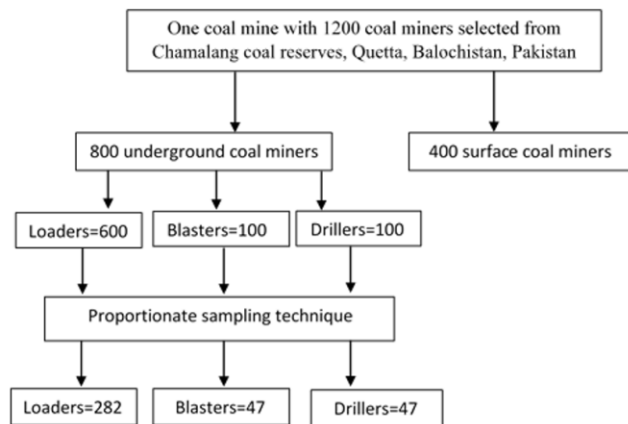 One coal mine with 1200 coal miners selected from
Chamalang coal reserves, Quetta, Balochistan, Pakistan
800 underground coal miners
400 surface coal miners
Loaders=600
Blasters=100
Drillers=100
Proportionate sampling technique
Loaders=282
Blasters=47
Drillers=47